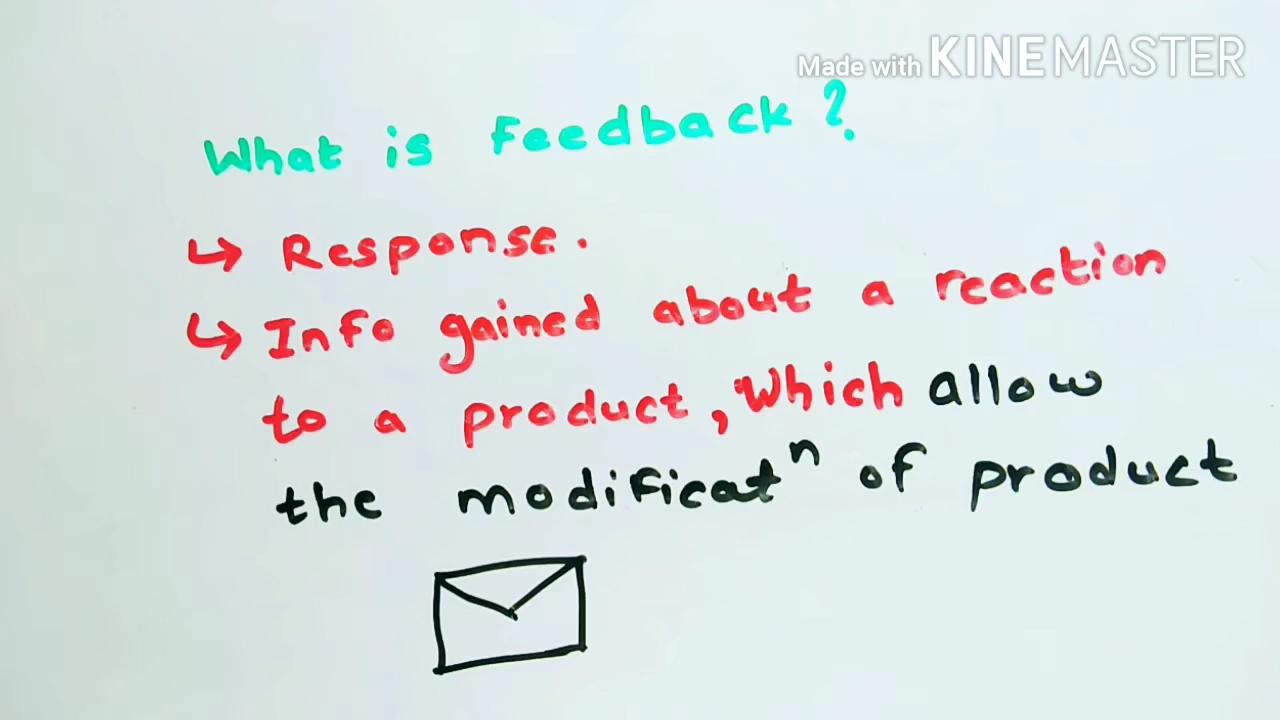 Made with KINEMASTER
What is Feedback?
↳ Response.
↳ Info gained about a reaction
to a product, which allow
the modificatⁿ of product